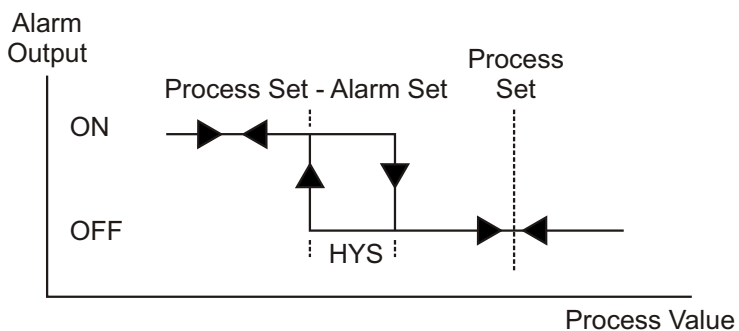 Alarm
Output
Process Set - Alarm Set
Process
Set
ON
OFF
HYS
Process Value